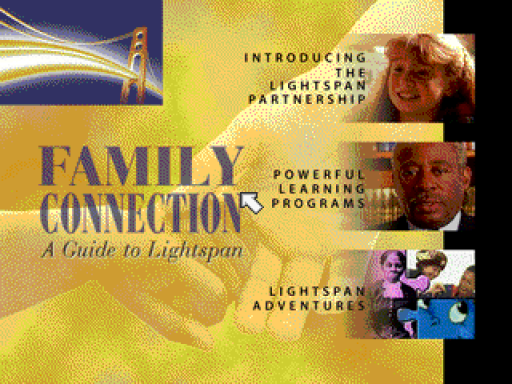 INTRODUCING
THE
LIGHTSPAN
PARTNERSHIP
FAMILY
CONNECTION
A Guide to Lightspan
POWERFUL
LEARNING
PROGRAMS
LIGHTSPAN
ADVENTURES